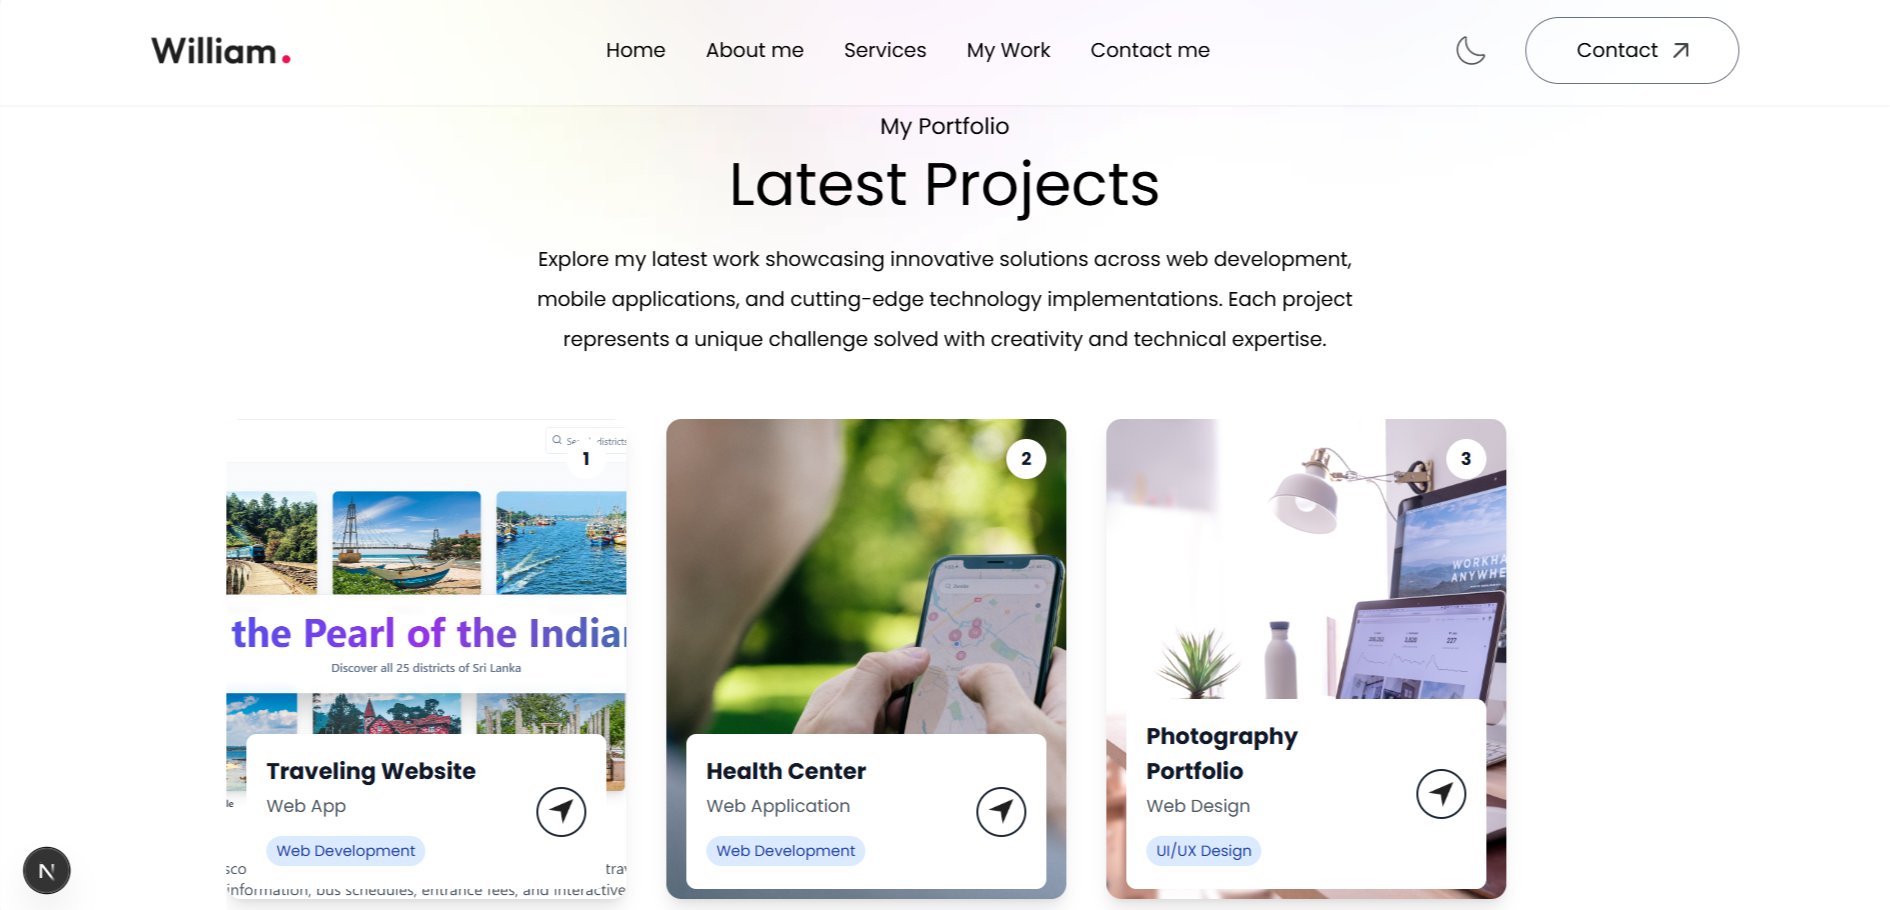 William.
Home About me Services My Work Contact me
Contact
My Portfolio
Latest Projects
Explore my latest work showcasing innovative solutions across web development,
mobile applications, and cutting-edge technology implementations. Each project
represents a unique challenge solved with creativity and technical expertise.
districts
1
the Pearl of the Indian
Discover all 25 districts of Sri Lanka
Traveling Website
Web App
Web Development
information, bus schedules, entrance fees, and interactive
2
Health Center
Web Application
Web Development
3
WORKHA
ANYWHE
Photography
Portfolio
Web Design
UI/UX Design
N